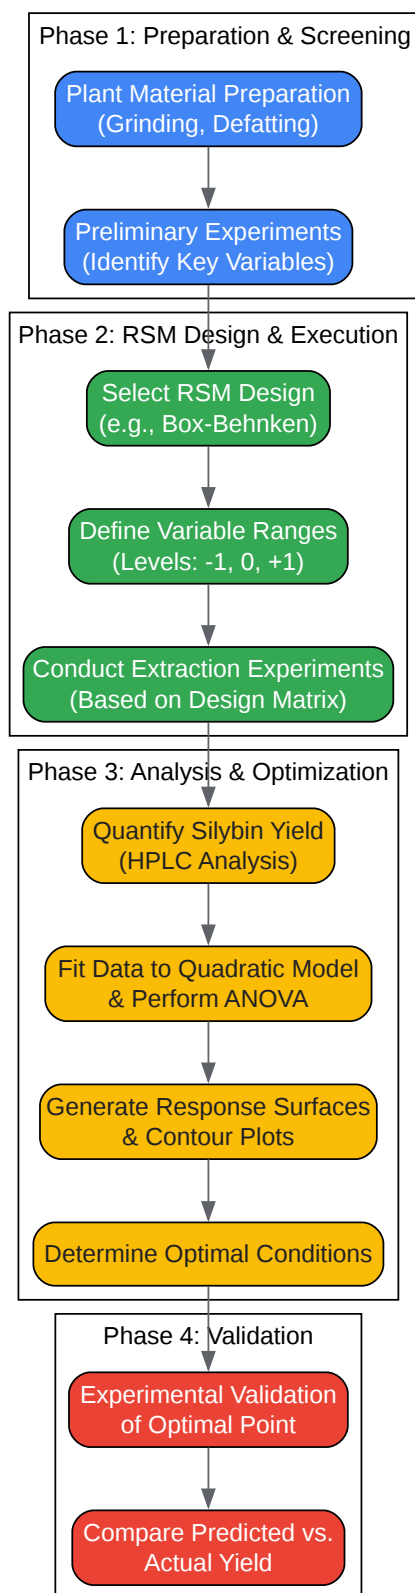 Phase 1: Preparation & Screening
Plant Material Preparation
(Grinding, Defatting)
Preliminary Experiments
(Identify Key Variables)
Phase 2: RSM Design & Execution
Select RSM Design
(e.g., Box-Behnken)
Define Variable Ranges
(Levels: -1, 0, +1)
Conduct Extraction Experiments
(Based on Design Matrix)
Phase 3: Analysis & Optimization
Quantify Silybin Yield
(HPLC Analysis)
Fit Data to Quadratic Model
& Perform ANOVA
Generate Response Surfaces
& Contour Plots
Determine Optimal Conditions
Phase 4: Validation
Experimental Validation
of Optimal Point
Compare Predicted vs.
Actual Yield